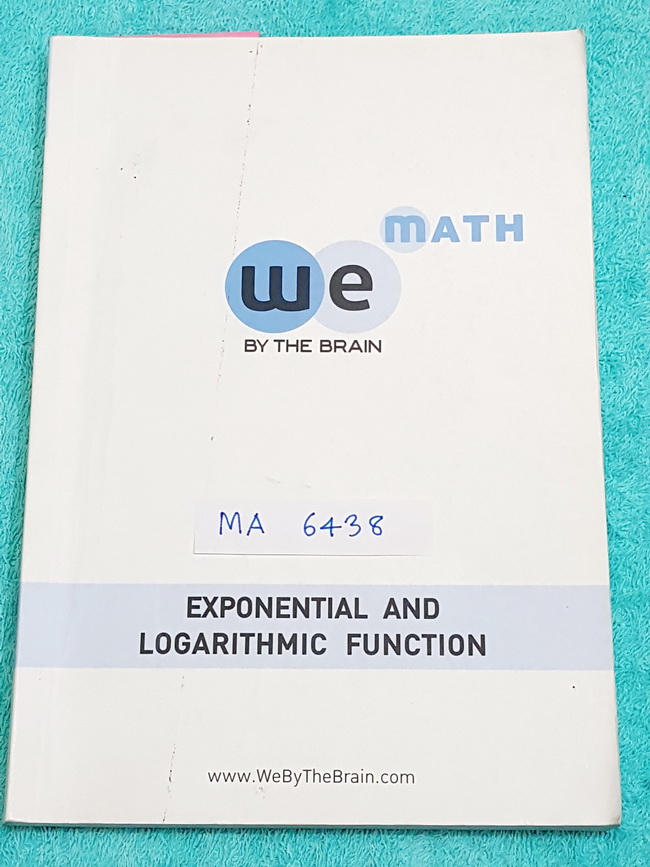 mATH
we
BY THE BRAIN
MA 6438
EXPONENTIAL AND
LOGARITHMIC FUNCTION
www.WeByTheBrain.com